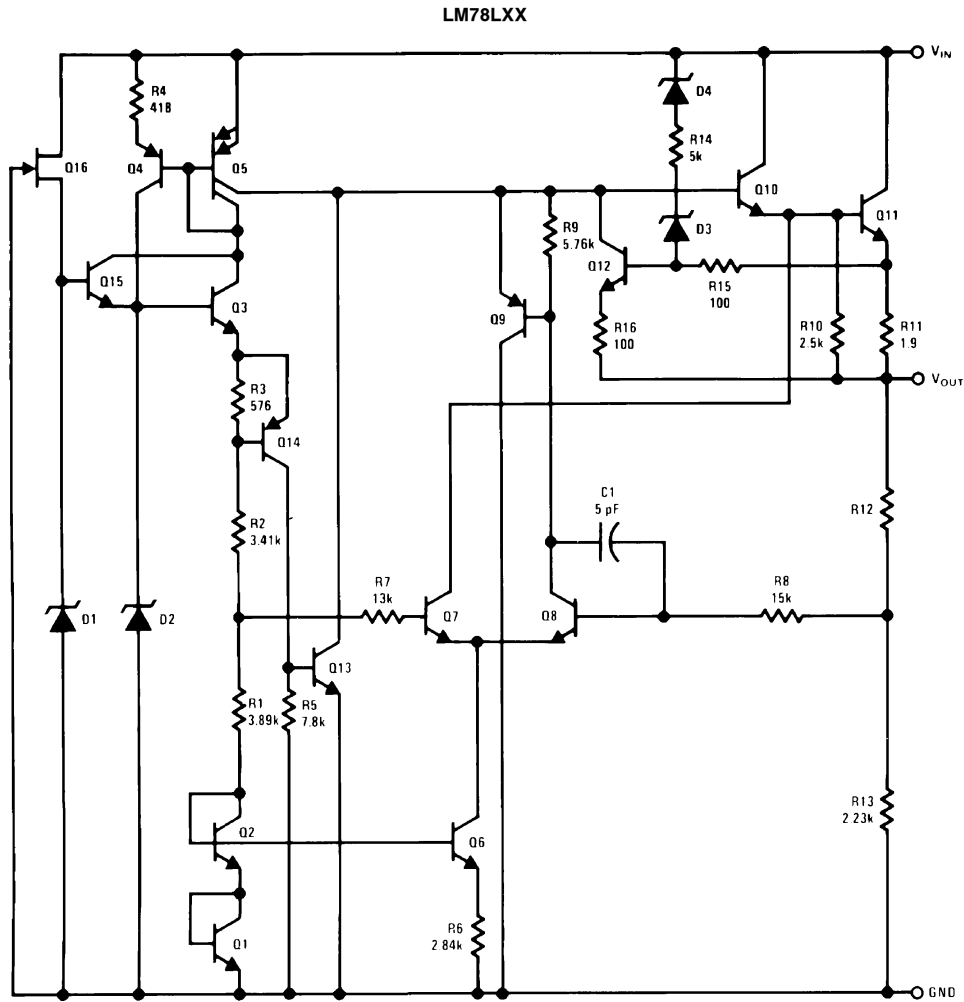 LM78LXX
VIN
R4
418
D4
R14
5k
Q16
Q4
Q5
Q10
Q11
R9
5.76k
D3
Q15
Q12
R15
100
Q3
Q9
R16
100
R10
2.5k
R11
1.9
VOUT
R3
576
Q14
C1
5 pF
R12
R2
3.41k
R7
13k
R8
15k
D1
D2
Q7
Q8
Q13
R1
3.89k
R5
7.8k
R13
2.23k
Q2
Q6
R6
2.84k
Q1
GND